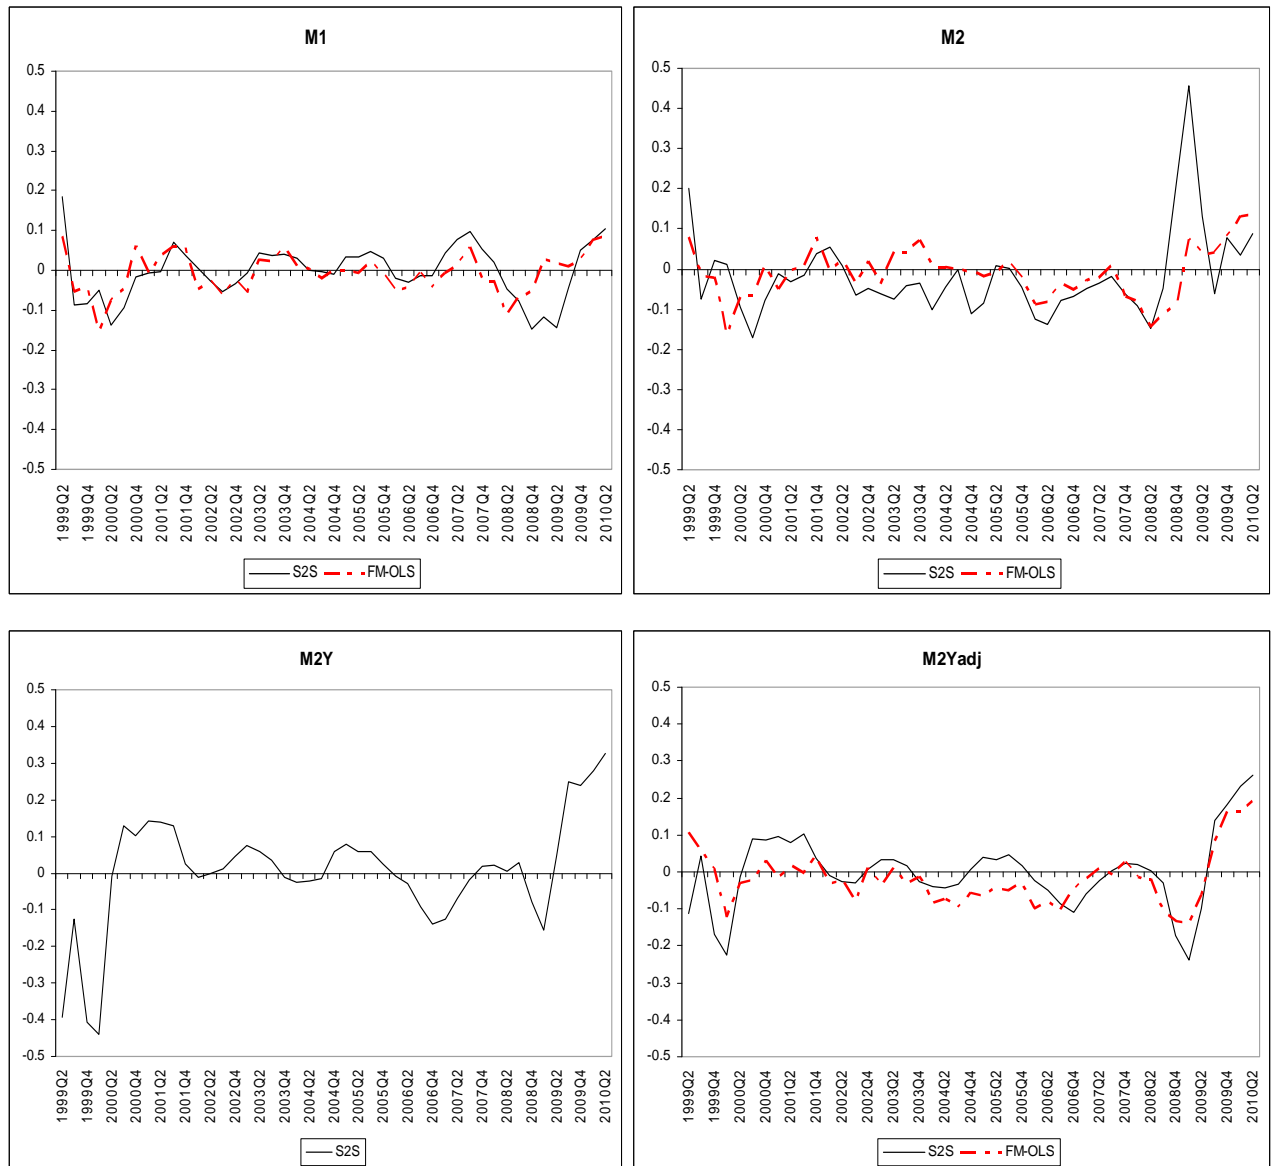 M1
0.5
0.4
0.3
0.2
0.1
0
-0.1
-0.2
-0.3
-0.4
-0.5
1999Q2
1999Q4
2000Q2
2000Q4
2001Q2
2001Q4
2002Q2
2002Q4
2003Q2
2003Q4
2004Q2
2004Q4
2005Q2
2005Q4
2006Q2
2006Q4
2007Q2
2007Q4
2008Q2
2008Q4
2009Q2
2009Q4
2010Q2
S2S FM-OLS
M2
0.5
0.4
0.3
0.2
0.1
0
-0.1
-0.2
-0.3
-0.4
-0.5
1999Q2
1999Q4
2000Q2
2000Q4
2001Q2
2001Q4
2002Q2
2002Q4
2003Q2
2003Q4
2004Q2
2004Q4
2005Q2
2005Q4
2006Q2
2006Q4
2007Q2
2007Q4
2008Q2
2008Q4
2009Q2
2009Q4
2010Q2
S2S FM-OLS
M2Y
0.5
0.4
0.3
0.2
0.1
0
-0.1
-0.2
-0.3
-0.4
-0.5
1999Q2
1999Q4
2000Q2
2000Q4
2001Q2
2001Q4
2002Q2
2002Q4
2003Q2
2003Q4
2004Q2
2004Q4
2005Q2
2005Q4
2006Q2
2006Q4
2007Q2
2007Q4
2008Q2
2008Q4
2009Q2
2009Q4
2010Q2
S2S
M2Yadj
0.5
0.4
0.3
0.2
0.1
0
-0.1
-0.2
-0.3
-0.4
-0.5
1999Q2
1999Q4
2000Q2
2000Q4
2001Q2
2001Q4
2002Q2
2002Q4
2003Q2
2003Q4
2004Q2
2004Q4
2005Q2
2005Q4
2006Q2
2006Q4
2007Q2
2007Q4
2008Q2
2008Q4
2009Q2
2009Q4
2010Q2
S2S FM-OLS